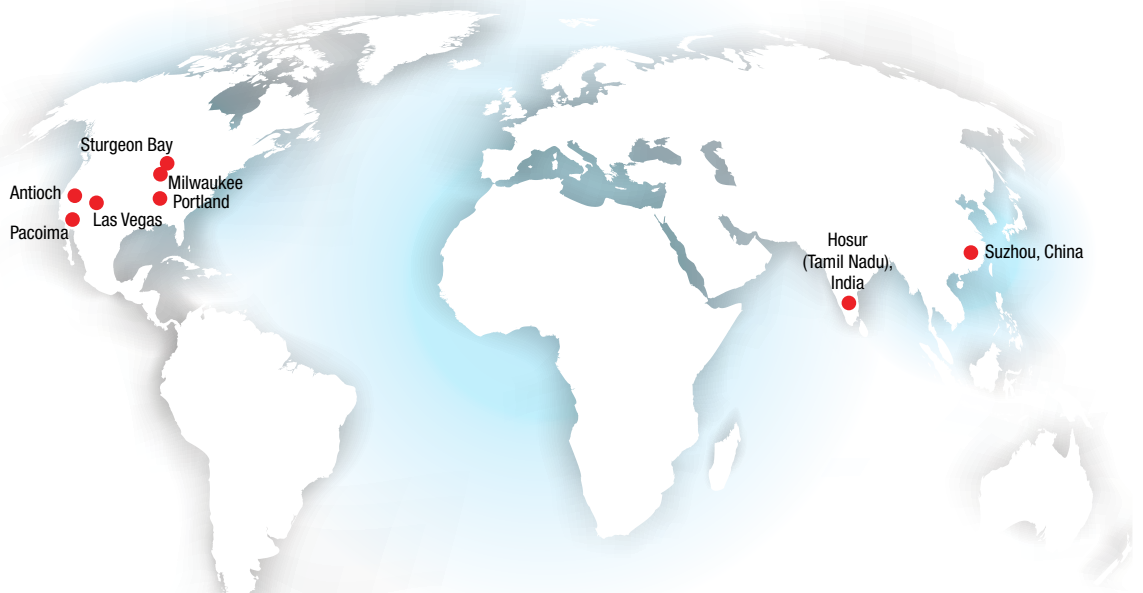 Sturgeon Bay
Milwaukee
Antioch
Portland
Las Vegas
Pacoima
Hosur
(Tamil Nadu),
India
Suzhou, China